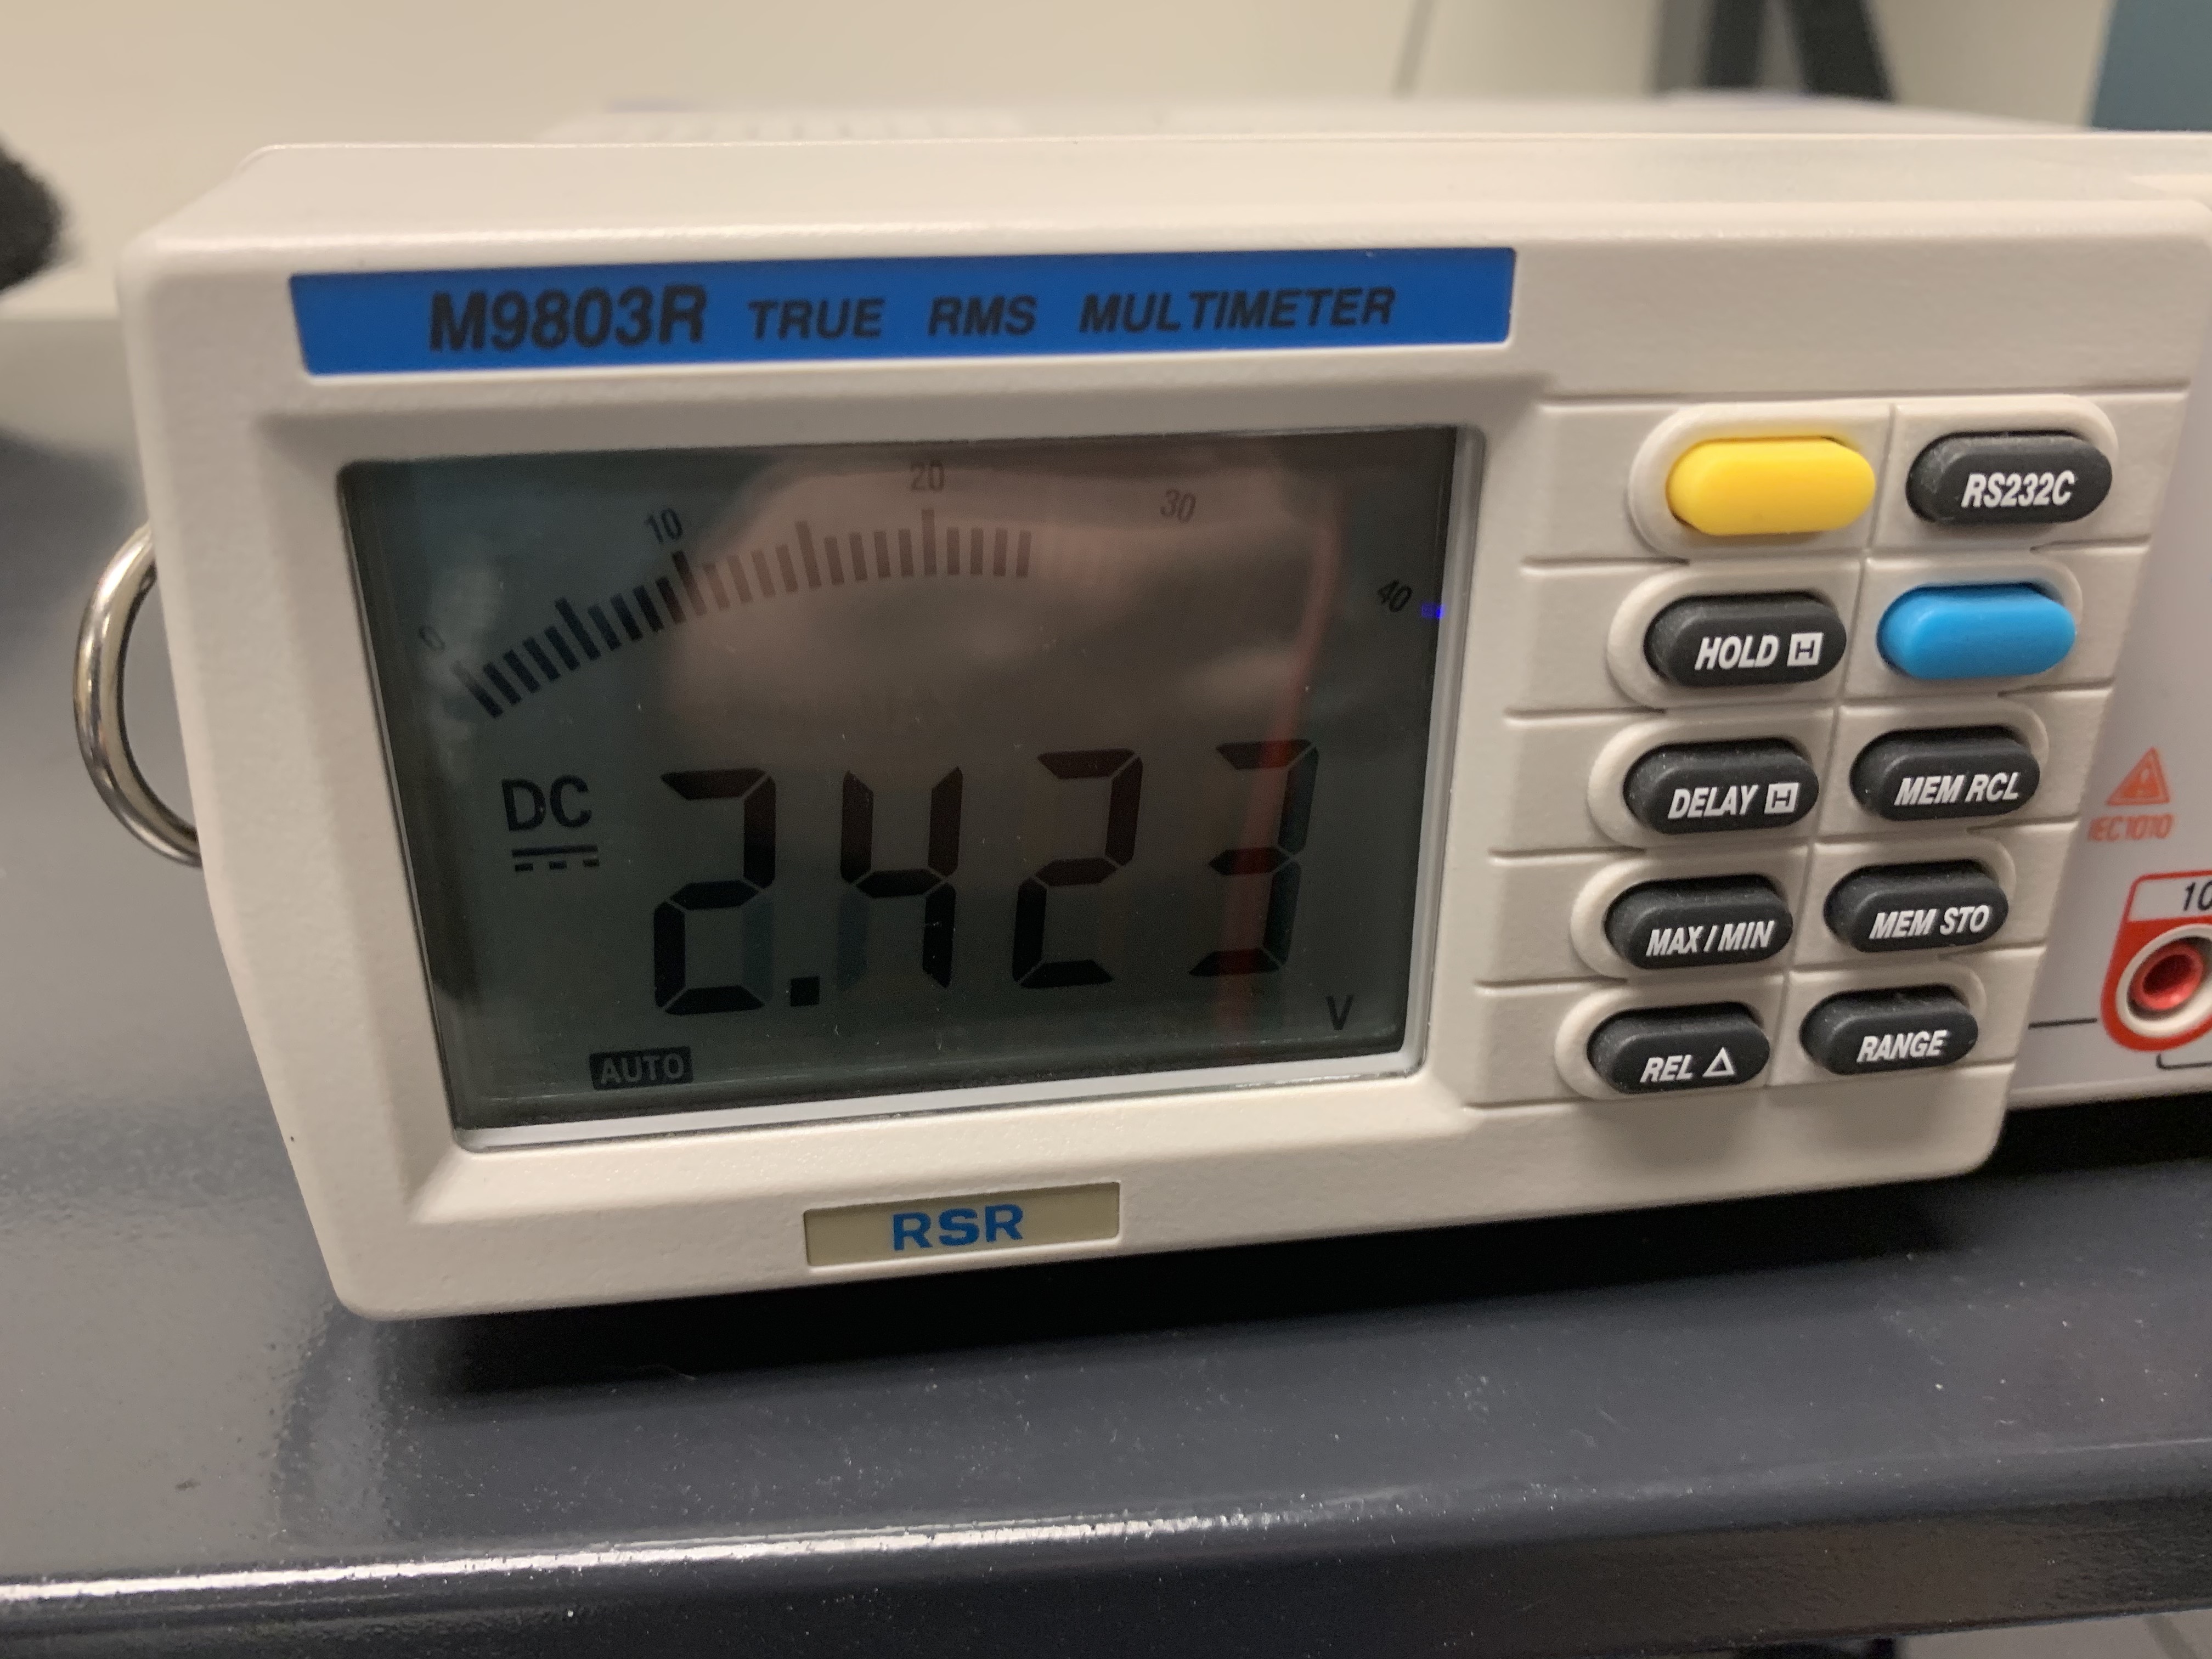 M9803R TRUE RMS MULTIMETER
0 10 20 30 40
DC
2.423
V
AUTO
RSR
RS232C
HOLD H
DELAY H
MEM RCL
MAX / MIN
MEM STO
REL △
RANGE
IEC1010
10